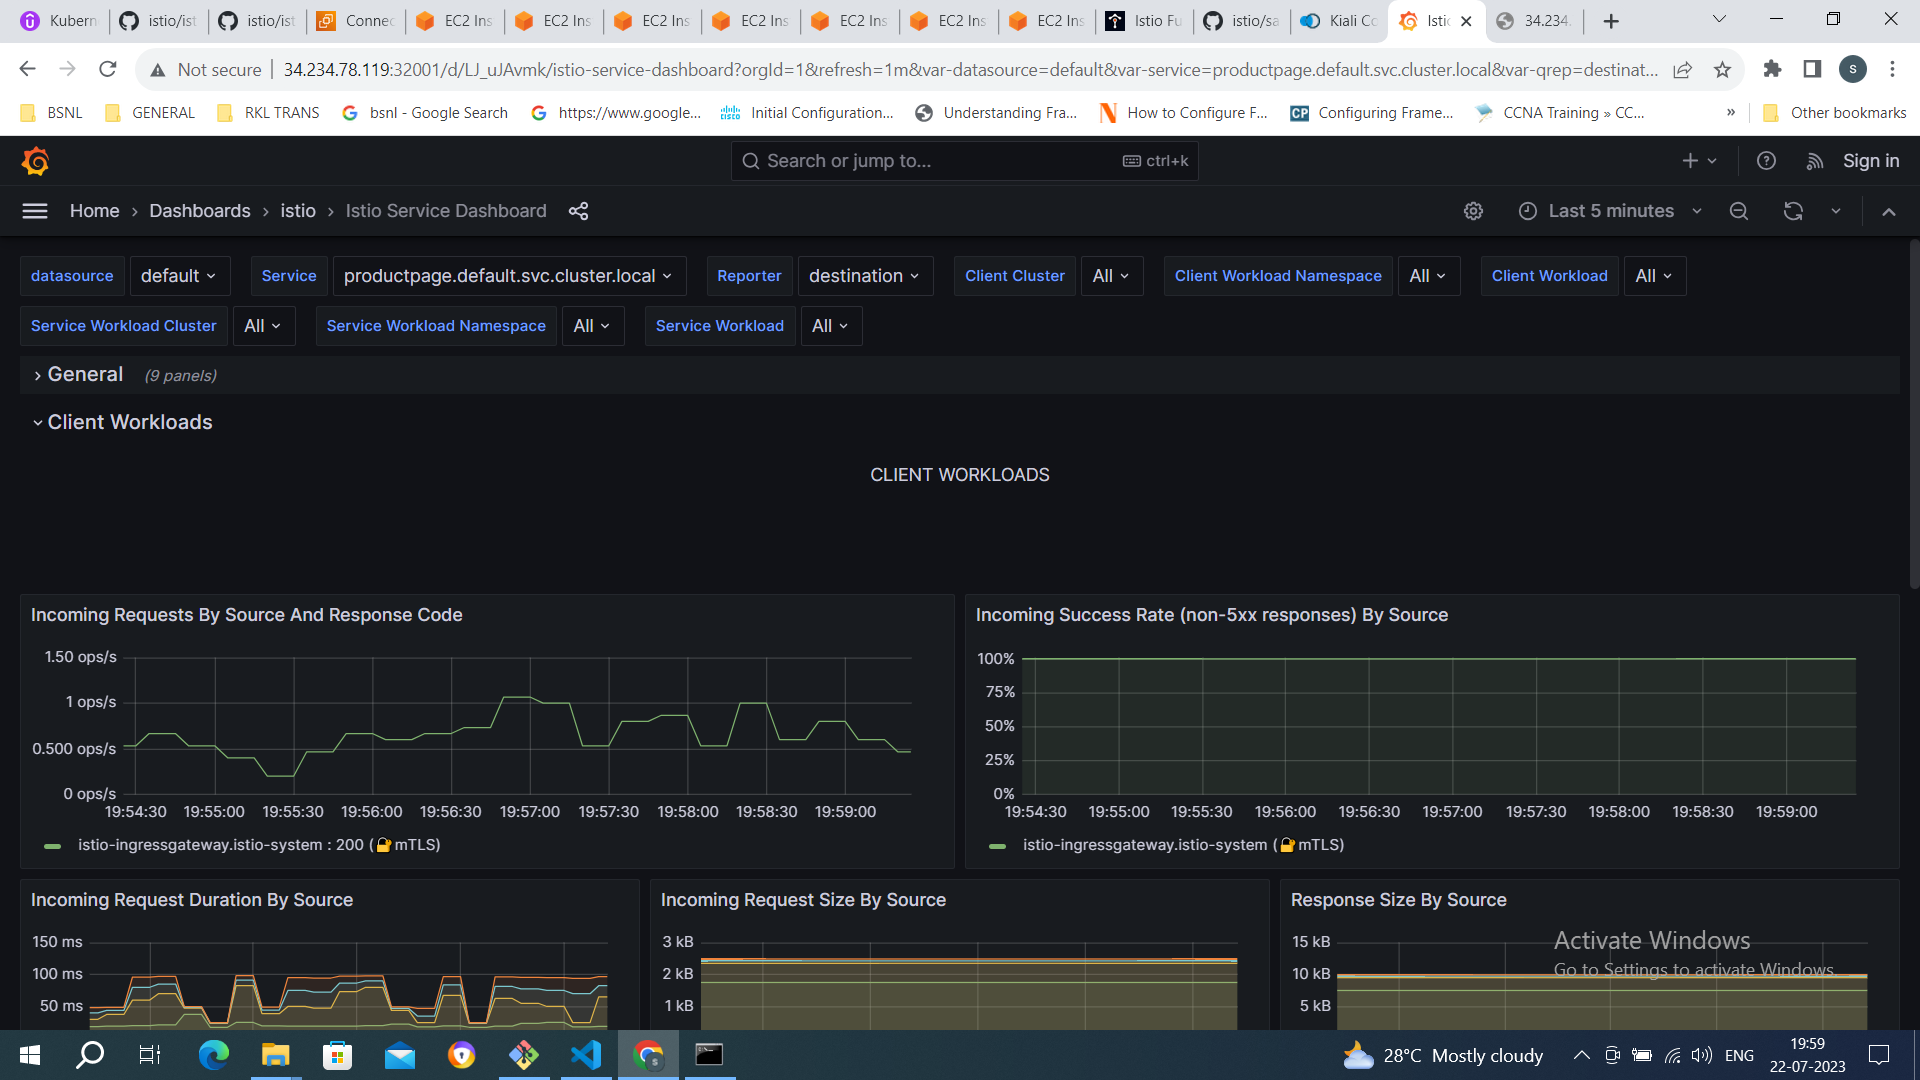 Kubern
istio/ist
istio/ist
Connec
EC2 Ins
EC2 Ins
EC2 Ins
EC2 Ins
EC2 Ins
EC2 Ins
EC2 Ins
Istio Fu
istio/sa
Kiali Co
Istio
34.234.
Not secure | 34.234.78.119:32001/d/LJ_uJAvmk/istio-service-dashboard?orgId=1&refresh=1m&var-datasource=default&var-service=productpage.default.svc.cluster.local&var-qrep=destinat...
S
BSNL GENERAL RKL TRANS bsnl - Google Search https://www.google... Initial Configuration... Understanding Fra... How to Configure F... CP Configuring Frame... CCNA Training » CC... » Other bookmarks
Search or jump to... ctrl+k Sign in
Home › Dashboards › istio › Istio Service Dashboard Last 5 minutes
datasource default Service productpage.default.svc.cluster.local Reporter destination Client Cluster All Client Workload Namespace All Client Workload All
Service Workload Cluster All Service Workload Namespace All Service Workload All
General (9 panels)
Client Workloads
CLIENT WORKLOADS
Incoming Requests By Source And Response Code
1.50 ops/s
1 ops/s
0.500 ops/s
0 ops/s
19:54:30 19:55:00 19:55:30 19:56:00 19:56:30 19:57:00 19:57:30 19:58:00 19:58:30 19:59:00
istio-ingressgateway.istio-system : 200 (🔐mTLS)
Incoming Success Rate (non-5xx responses) By Source
100%
75%
50%
25%
0%
19:54:30 19:55:00 19:55:30 19:56:00 19:56:30 19:57:00 19:57:30 19:58:00 19:58:30 19:59:00
istio-ingressgateway.istio-system (🔐mTLS)
Incoming Request Duration By Source
150 ms
100 ms
50 ms
Incoming Request Size By Source
3 kB
2 kB
1 kB
Response Size By Source
15 kB
10 kB
5 kB
Activate Windows
Go to Settings to activate Windows.
28°C Mostly cloudy
ENG
19:59
22-07-2023